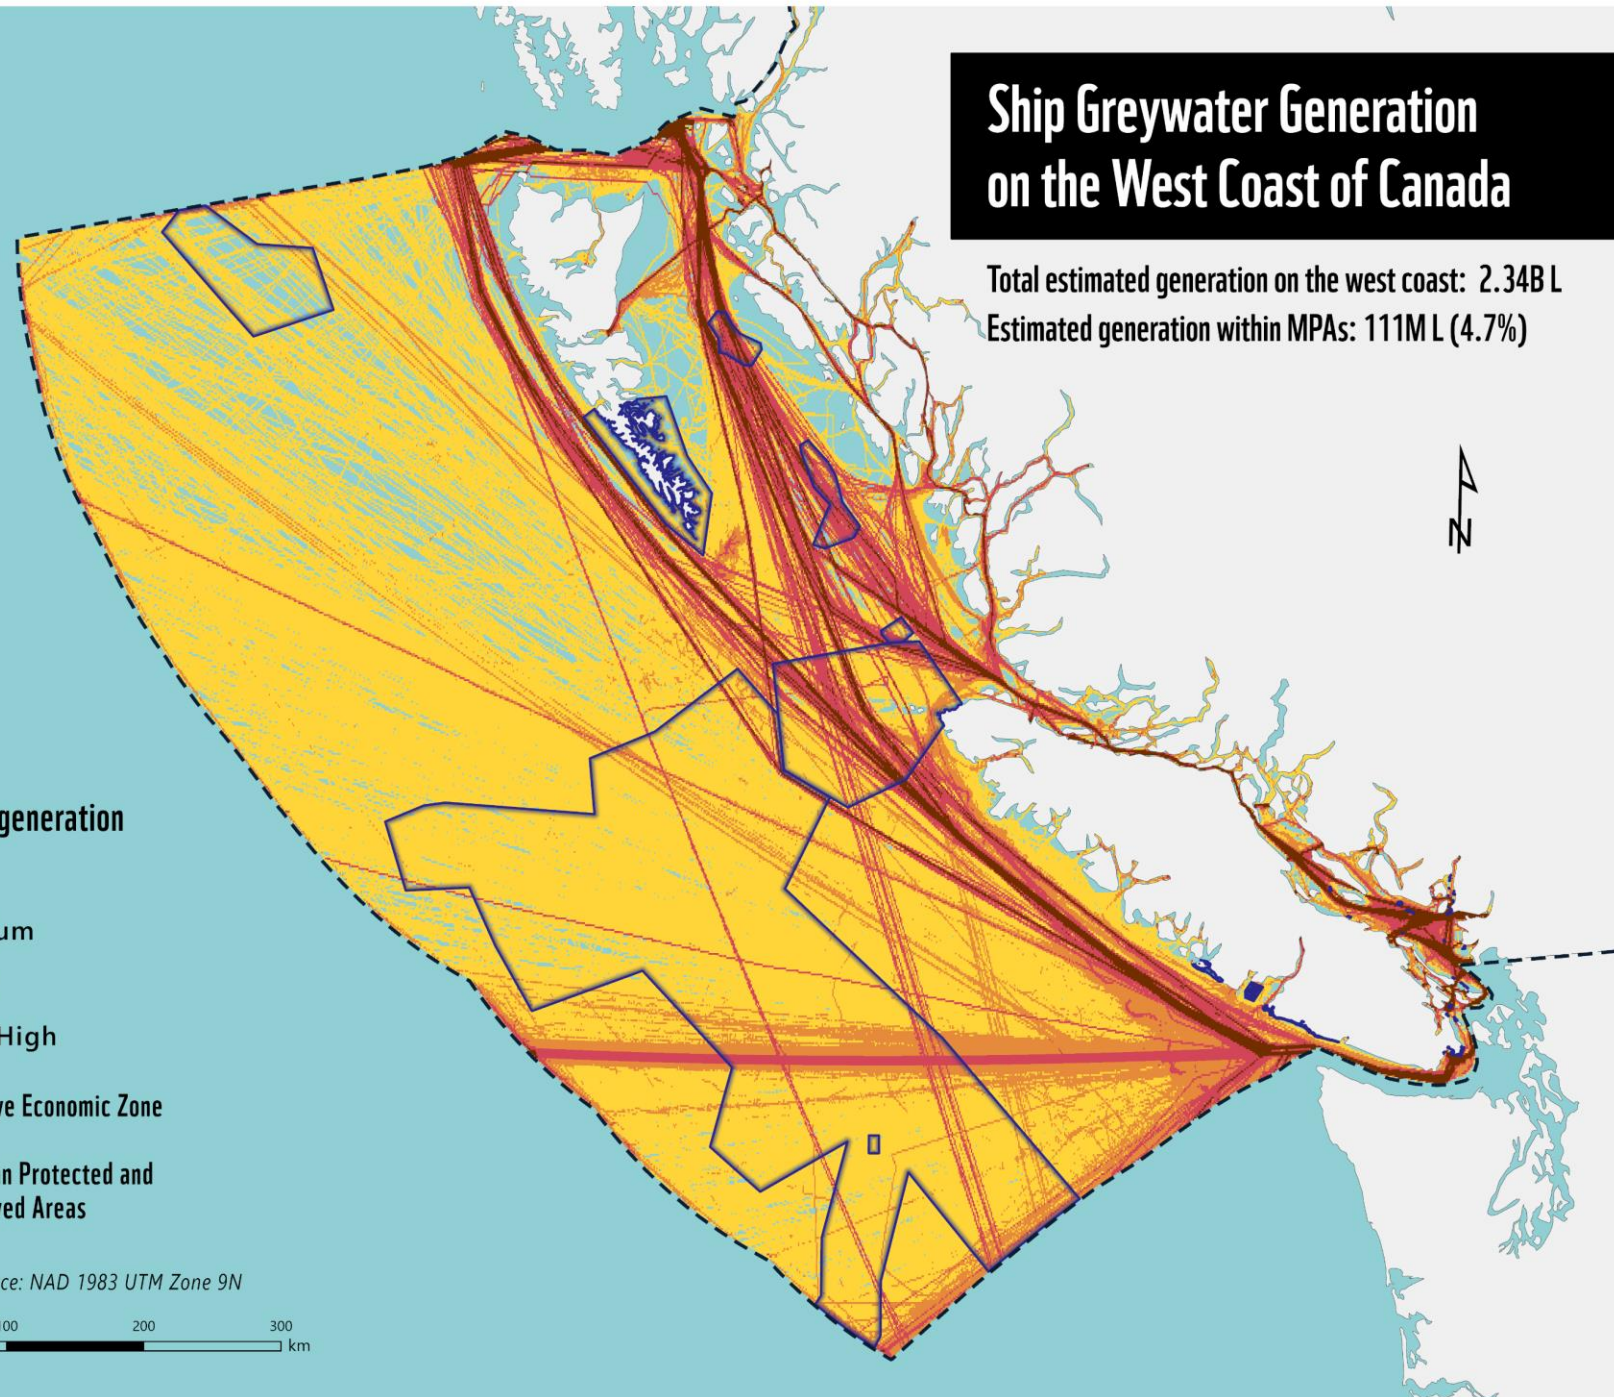 Ship Greywater Generation
on the West Coast of Canada
Total estimated generation on the west coast: 2.34B L
Estimated generation within MPAs: 111M L (4.7%)
N
generation
um
High
ve Economic Zone
n Protected and
ved Areas
ce: NAD 1983 UTM Zone 9N
100 200 300
km